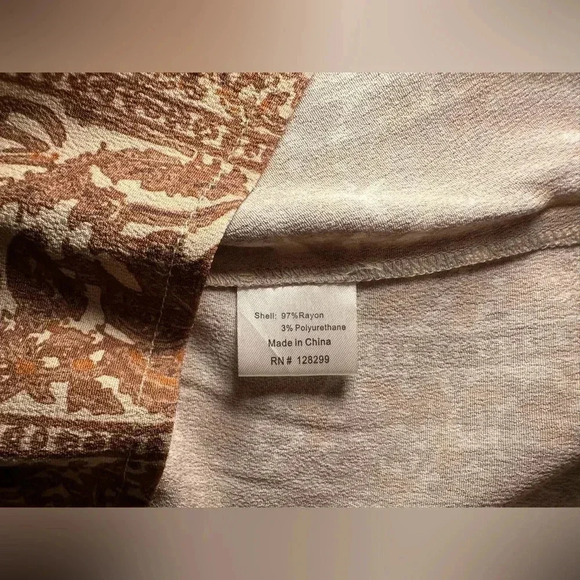 Shell: 97%Rayon
3% Polyurethane
Made in China
RN # 128299